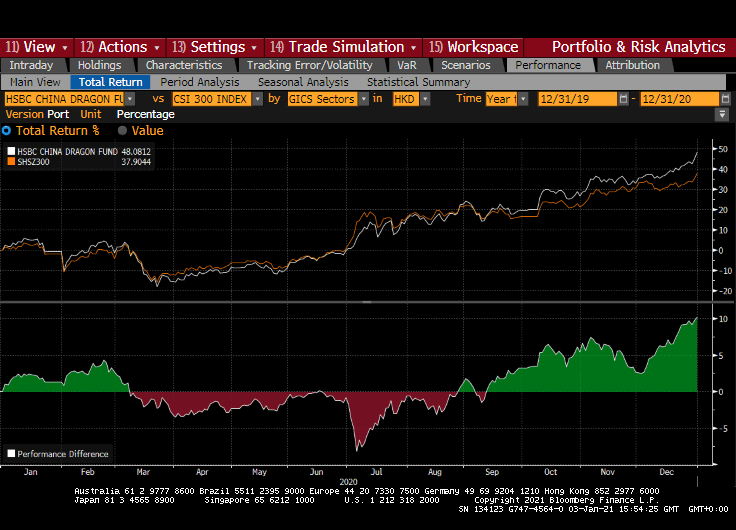 11) View 12) Actions 13) Settings 14) Trade Simulation 15) Workspace Portfolio & Risk Analytics
Intraday Holdings Characteristics Tracking Error/Volatility VaR Scenarios Performance Attribution
Main View Total Return Period Analysis Seasonal Analysis Statistical Summary
HSBC CHINA DRAGON FU vs CSI 300 INDEX by GICS Sectors in HKD Time Year t 12/31/19 - 12/31/20
Version Port Unit Percentage
Total Return % Value
HSBC CHINA DRAGON FUND 48.0812
SHSZ300 37.9044
50
40
30
20
10
0
-10
-20
10
5
0
-5
Performance Difference
Jan Feb Mar Apr May Jun Jul Aug Sep Oct Nov Dec
2020
Australia 61 2 9777 8600 Brazil 5511 2395 9000 Europe 44 20 7330 7500 Germany 49 69 9204 1210 Hong Kong 852 2977 6000
Japan 81 3 4565 8900 Singapore 65 6212 1000 U.S. 1 212 318 2000 Copyright 2021 Bloomberg Finance L.P.
SN 134123 G747-4564-0 03-Jan-21 15:54:25 GMT GMT+0:00